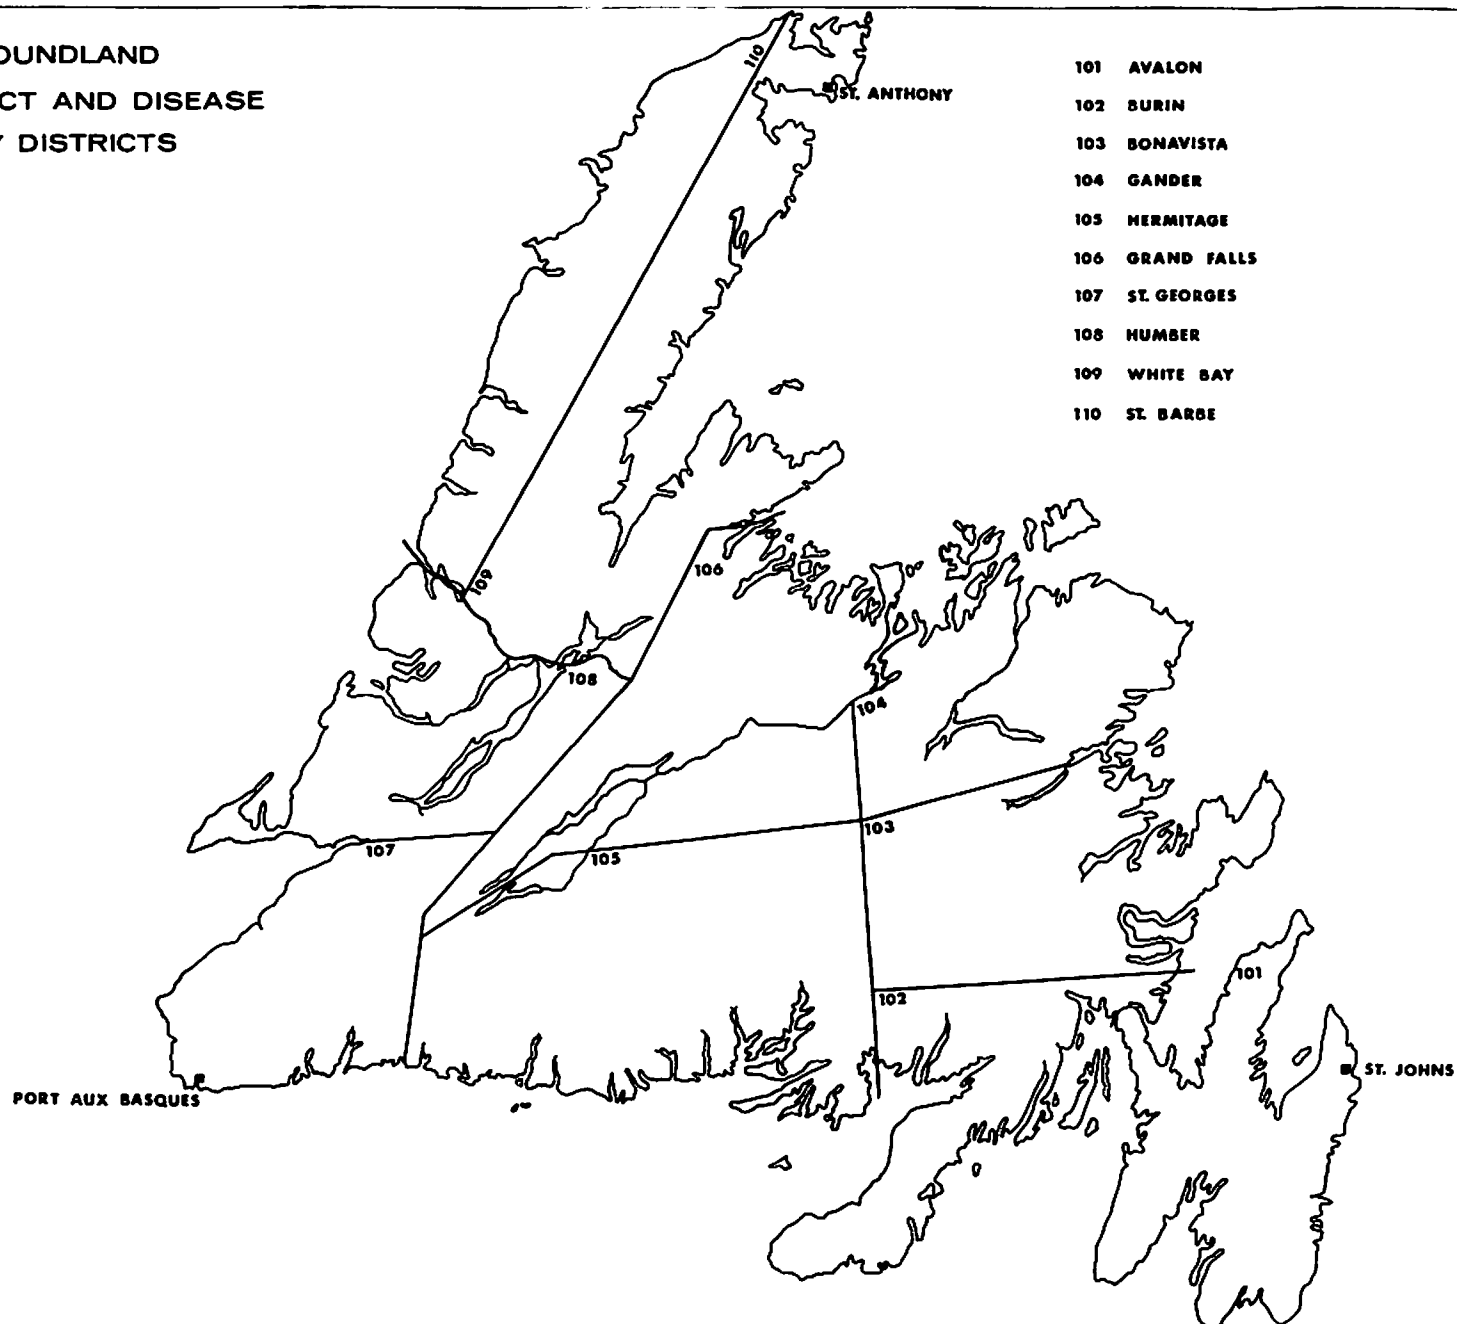 OUNDLAND
CT AND DISEASE
Y DISTRICTS
101 AVALON
102 BURIN
103 BONAVISTA
104 GANDER
105 HERMITAGE
106 GRAND FALLS
107 ST. GEORGES
108 HUMBER
109 WHITE BAY
110 ST. BARBE
110
ST. ANTHONY
106
109
108
104
107
105
103
102
101
PORT AUX BASQUES
ST. JOHNS